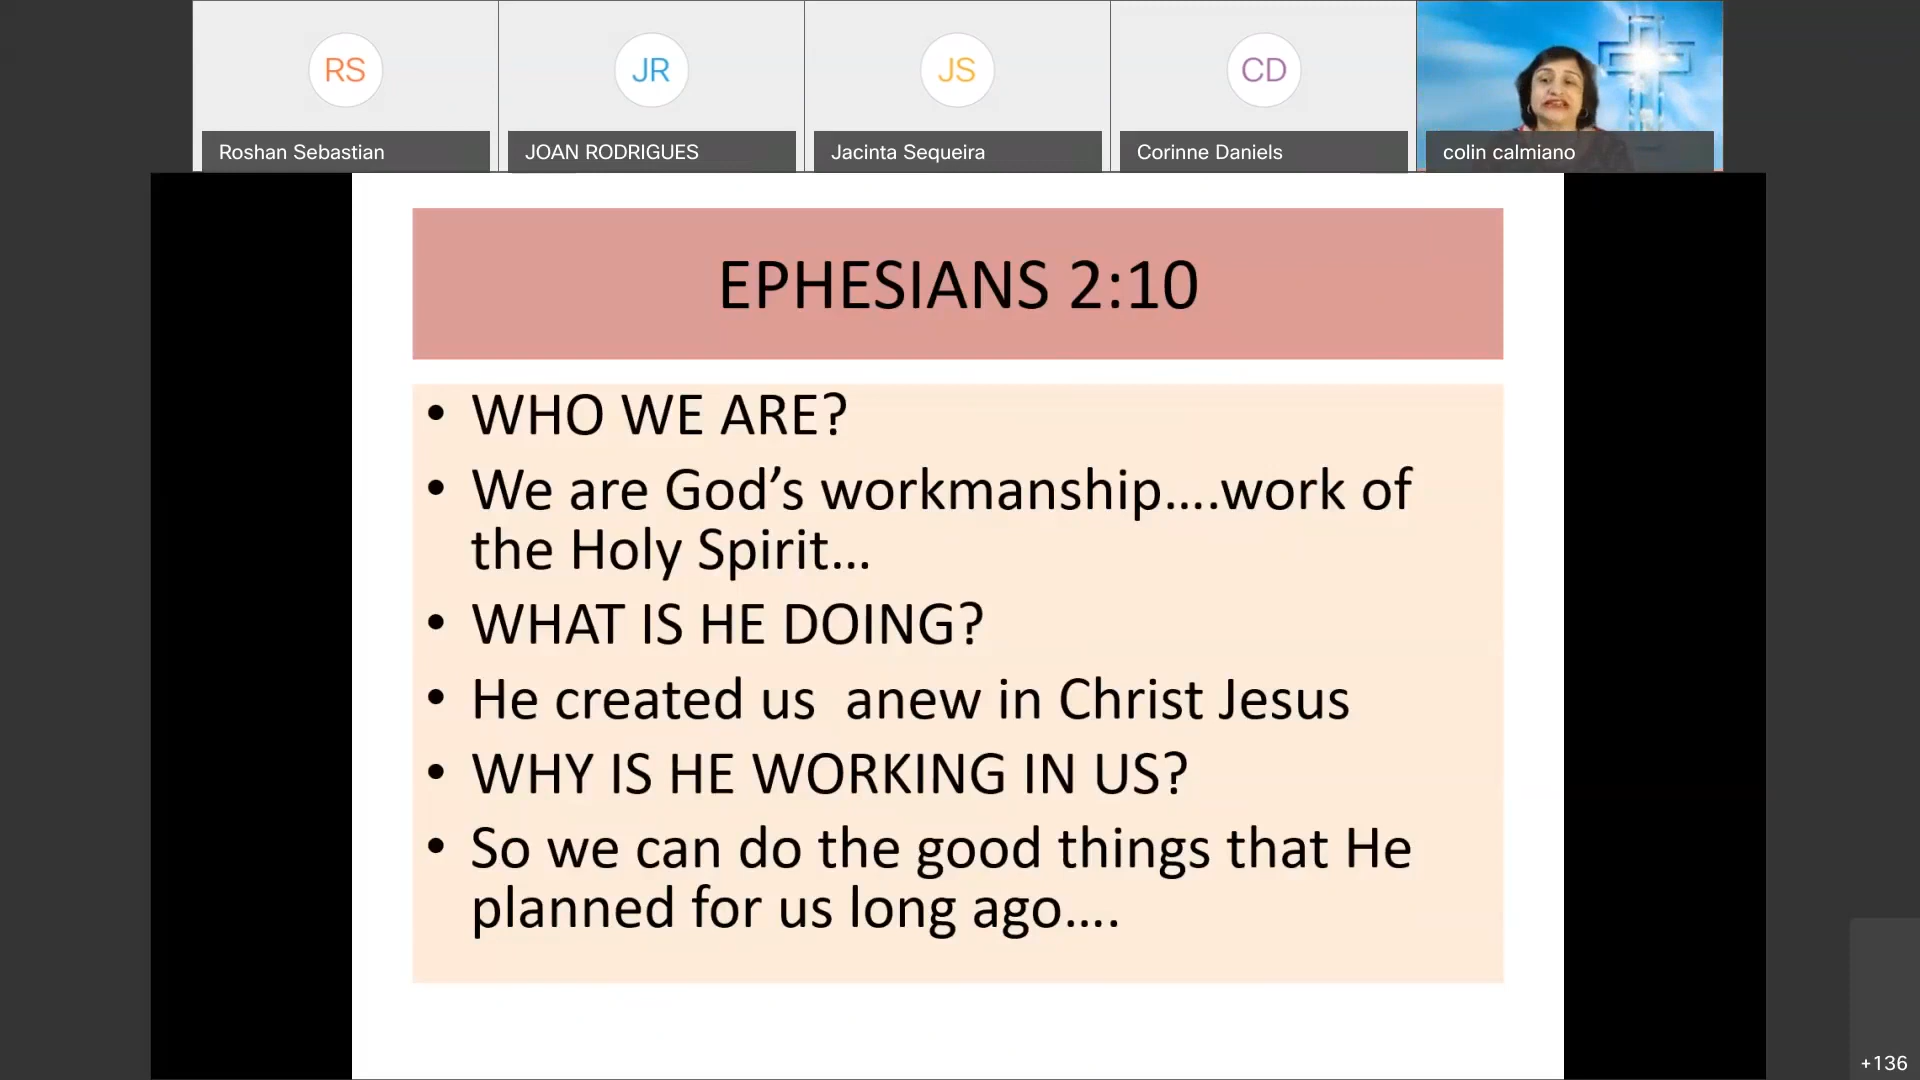 RS
JR
JS
CD
Roshan Sebastian
JOAN RODRIGUES
Jacinta Sequeira
Corinne Daniels
colin calmiano
EPHESIANS 2:10
• WHO WE ARE?
• We are God’s workmanship....work of
the Holy Spirit...
• WHAT IS HE DOING?
• He created us  anew in Christ Jesus
• WHY IS HE WORKING IN US?
• So we can do the good things that He
planned for us long ago....
+136